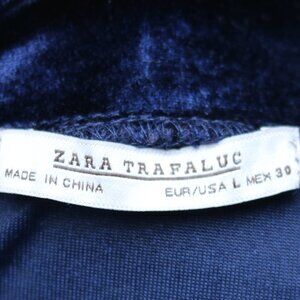 ZARA TRAFALUC
MADE IN CHINA
EUR/USA L MEX 30